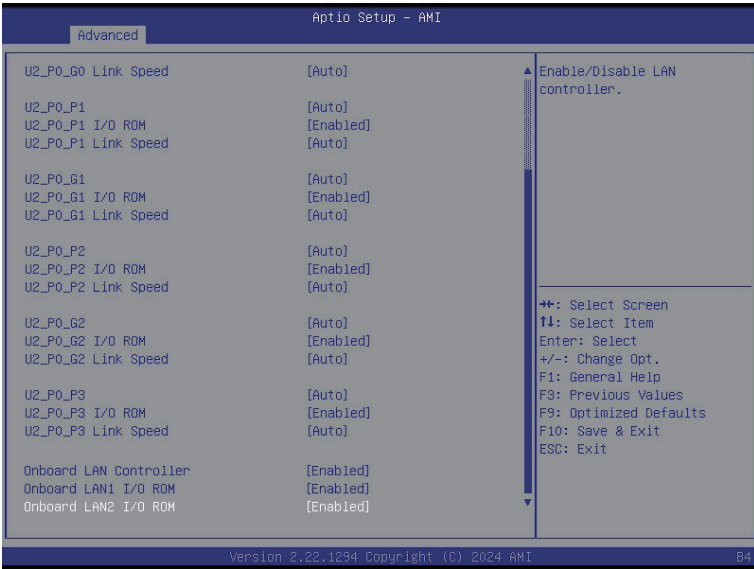 Aptio Setup – AMI
Advanced
U2_P0_G0 Link Speed [Auto]
U2_P0_P1 [Auto]
U2_P0_P1 I/O ROM [Enabled]
U2_P0_P1 Link Speed [Auto]
U2_P0_G1 [Auto]
U2_P0_G1 I/O ROM [Enabled]
U2_P0_G1 Link Speed [Auto]
U2_P0_P2 [Auto]
U2_P0_P2 I/O ROM [Enabled]
U2_P0_P2 Link Speed [Auto]
U2_P0_G2 [Auto]
U2_P0_G2 I/O ROM [Enabled]
U2_P0_G2 Link Speed [Auto]
U2_P0_P3 [Auto]
U2_P0_P3 I/O ROM [Enabled]
U2_P0_P3 Link Speed [Auto]
Onboard LAN Controller [Enabled]
Onboard LAN1 I/O ROM [Enabled]
Onboard LAN2 I/O ROM [Enabled]
Enable/Disable LAN
controller.
→←: Select Screen
↑↓: Select Item
Enter: Select
+/-: Change Opt.
F1: General Help
F3: Previous Values
F9: Optimized Defaults
F10: Save & Exit
ESC: Exit
Version 2.22.1294 Copyright (C) 2024 AMI
B4